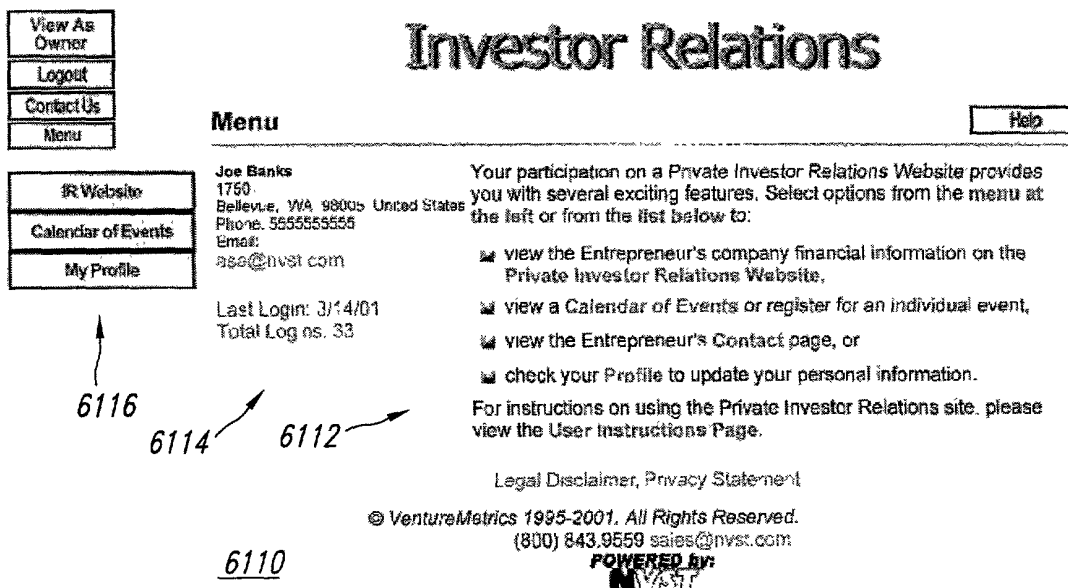 View As
Owner
Logout
Contact Us
Menu
Investor Relations
Menu
Help
IR Website
Calendar of Events
My Profile
Joe Banks
1750
Bellevue, WA 98005 United States
Phone. 5555555555
Email:
asa@nvst.com
Last Login: 3/14/01
Total Log ns. 33
Your participation on a Private Investor Relations Website provides
you with several exciting features. Select options from the menu at
the left or from the list below to:
view the Entrepreneur's company financial information on the
Private Investor Relations Website,
view a Calendar of Events or register for an individual event,
view the Entrepreneur's Contact page, or
check your Profile to update your personal information.
For instructions on using the Private Investor Relations site, please
view the User Instructions Page.
6116
6114
6112
Legal Disclaimer, Privacy Statement
© VentureMetrics 1995-2001. All Rights Reserved.
(800) 843.9559 sales@nvst.com
6110
POWERED by:
NVST